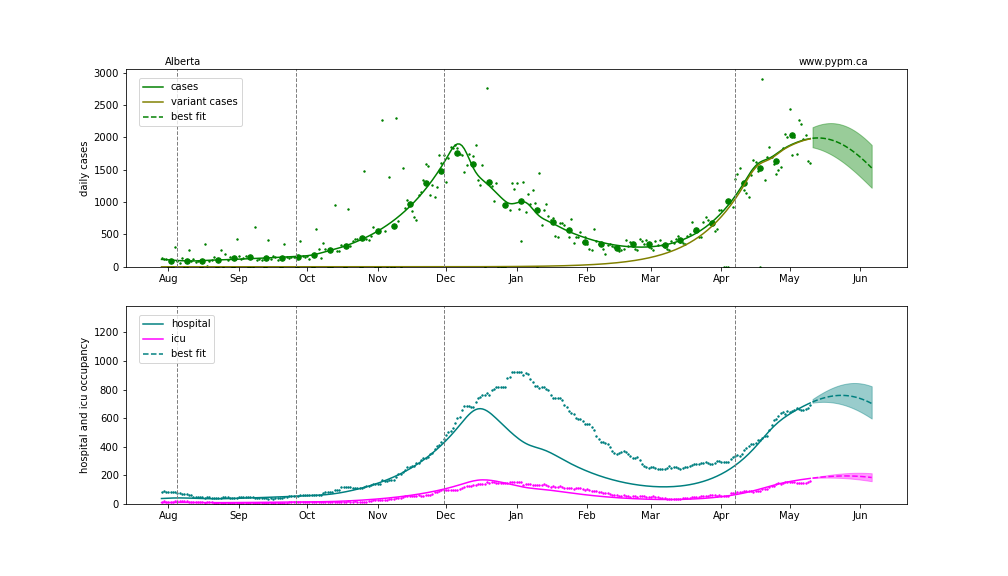 Alberta
www.pypm.ca
3000
2500
2000
1500
1000
500
0
daily cases
cases
variant cases
best fit
Aug Sep Oct Nov Dec Jan Feb Mar Apr May Jun
1200
1000
800
600
400
200
0
hospital and icu occupancy
hospital
icu
best fit
Aug Sep Oct Nov Dec Jan Feb Mar Apr May Jun